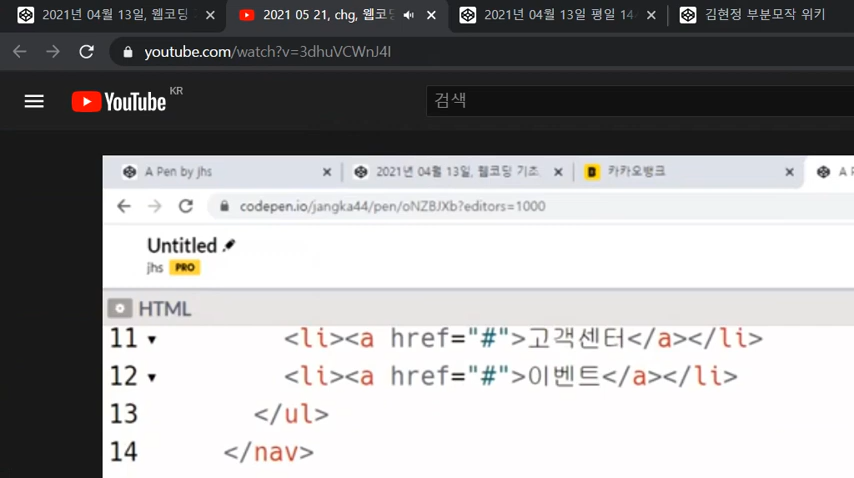 2021년 04월 13일, 웹코딩
2021 05 21, chg, 웹코딩
2021년 04월 13일 평일 14
김현정 부분모작 위키
youtube.com/watch?v=3dhuVCWnJ4I
YouTube KR
검색
A Pen by jhs
2021년 04월 13일, 웹코딩 기초
카카오뱅크
A P
codepen.io/jangka44/pen/oNZBJXb?editors=1000
Untitled
jhs PRO
HTML
11 <li><a href="#">고객센터</a></li>
12 <li><a href="#">이벤트</a></li>
13 </ul>
14 </nav>